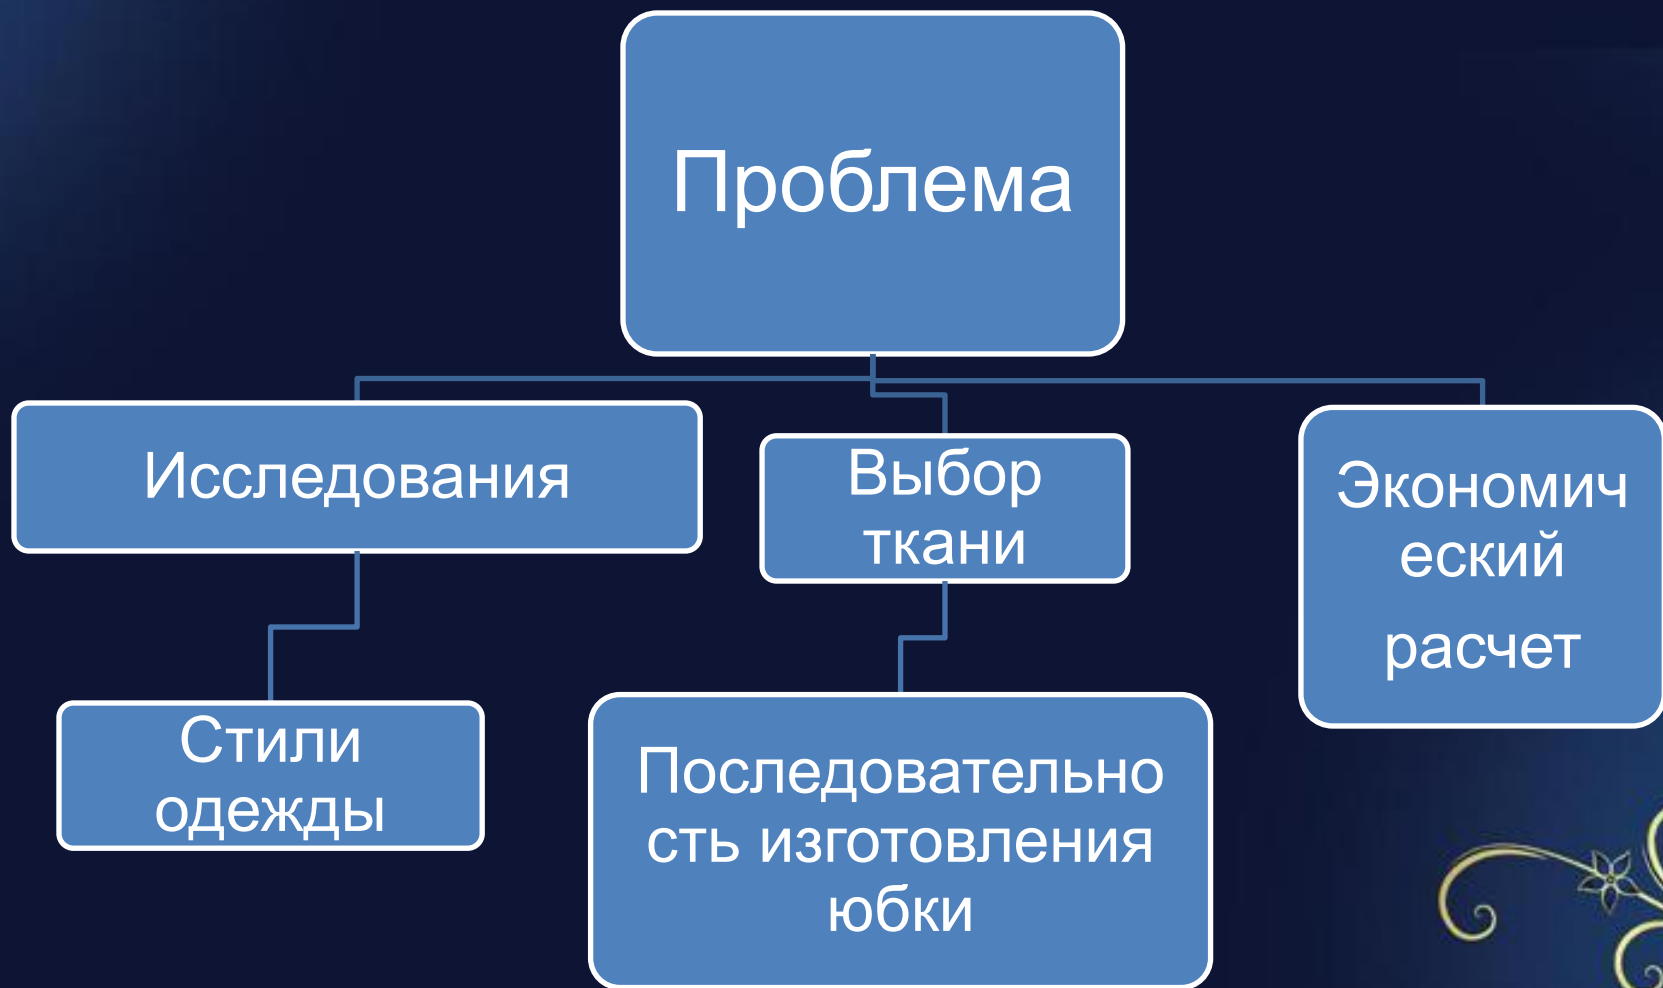 Проблема
Исследования
Выбор
ткани
Экономич
еский
расчет
Стили
одежды
Последовательно
сть изготовления
юбки